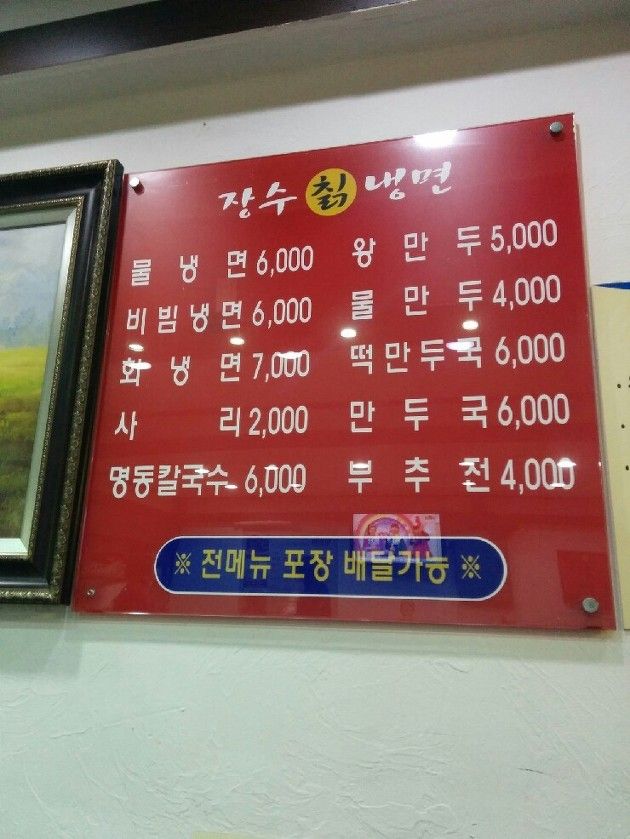 장수 칡 냉면
물냉면 6,000
비빔냉면 6,000
회냉면 7,000
사리 2,000
명동칼국수 6,000
왕만두 5,000
물만두 4,000
떡만두국 6,000
만두국 6,000
부추전 4,000
※ 전메뉴 포장 배달가능 ※